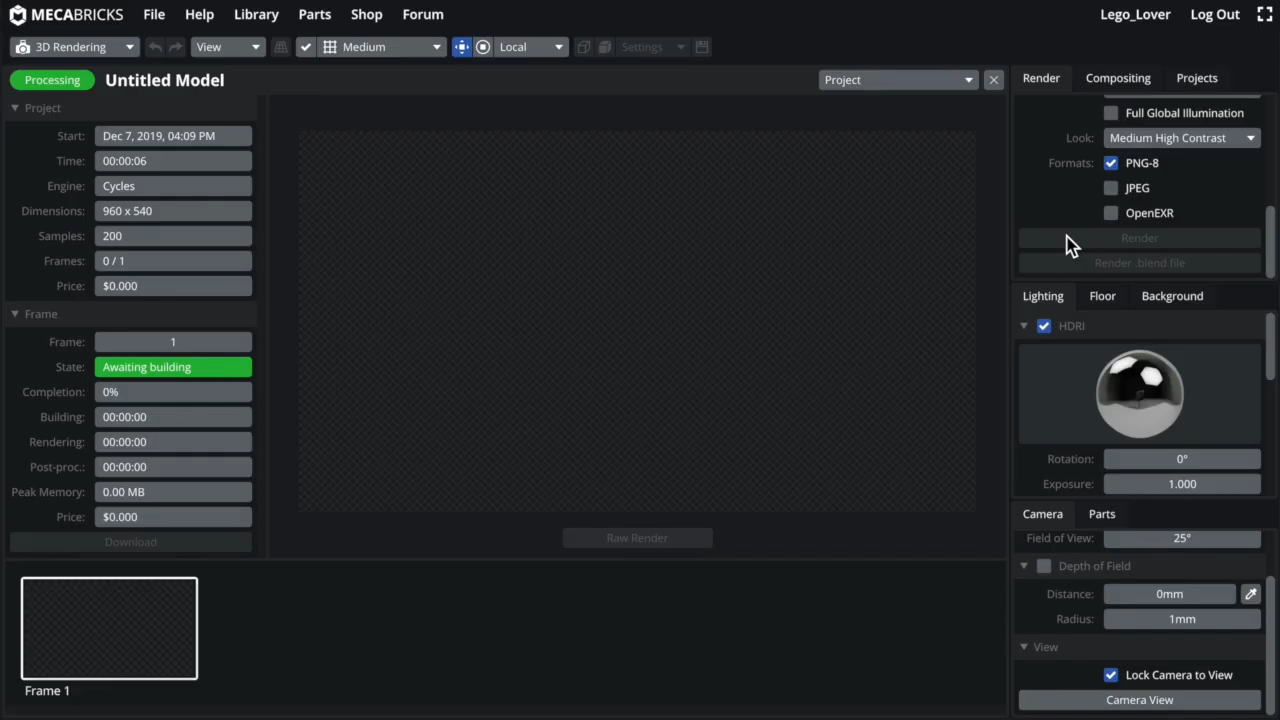 MECABRICKS File Help Library Parts Shop Forum Lego_Lover Log Out
3D Rendering View Medium Local Settings
Processing Untitled Model Project
Project
Start: Dec 7, 2019, 04:09 PM
Time: 00:00:06
Engine: Cycles
Dimensions: 960 x 540
Samples: 200
Frames: 0 / 1
Price: $0.000
Frame
Frame: 1
State: Awaiting building
Completion: 0%
Building: 00:00:00
Rendering: 00:00:00
Post-proc.: 00:00:00
Peak Memory: 0.00 MB
Price: $0.000
Download
Raw Render
Frame 1
Render Compositing Projects
Full Global Illumination
Look: Medium High Contrast
Formats: PNG-8
JPEG
OpenEXR
Render
Render .blend file
Lighting Floor Background
HDRI
Rotation: 0°
Exposure: 1.000
Camera Parts
Field of View: 25°
Depth of Field
Distance: 0mm
Radius: 1mm
View
Lock Camera to View
Camera View